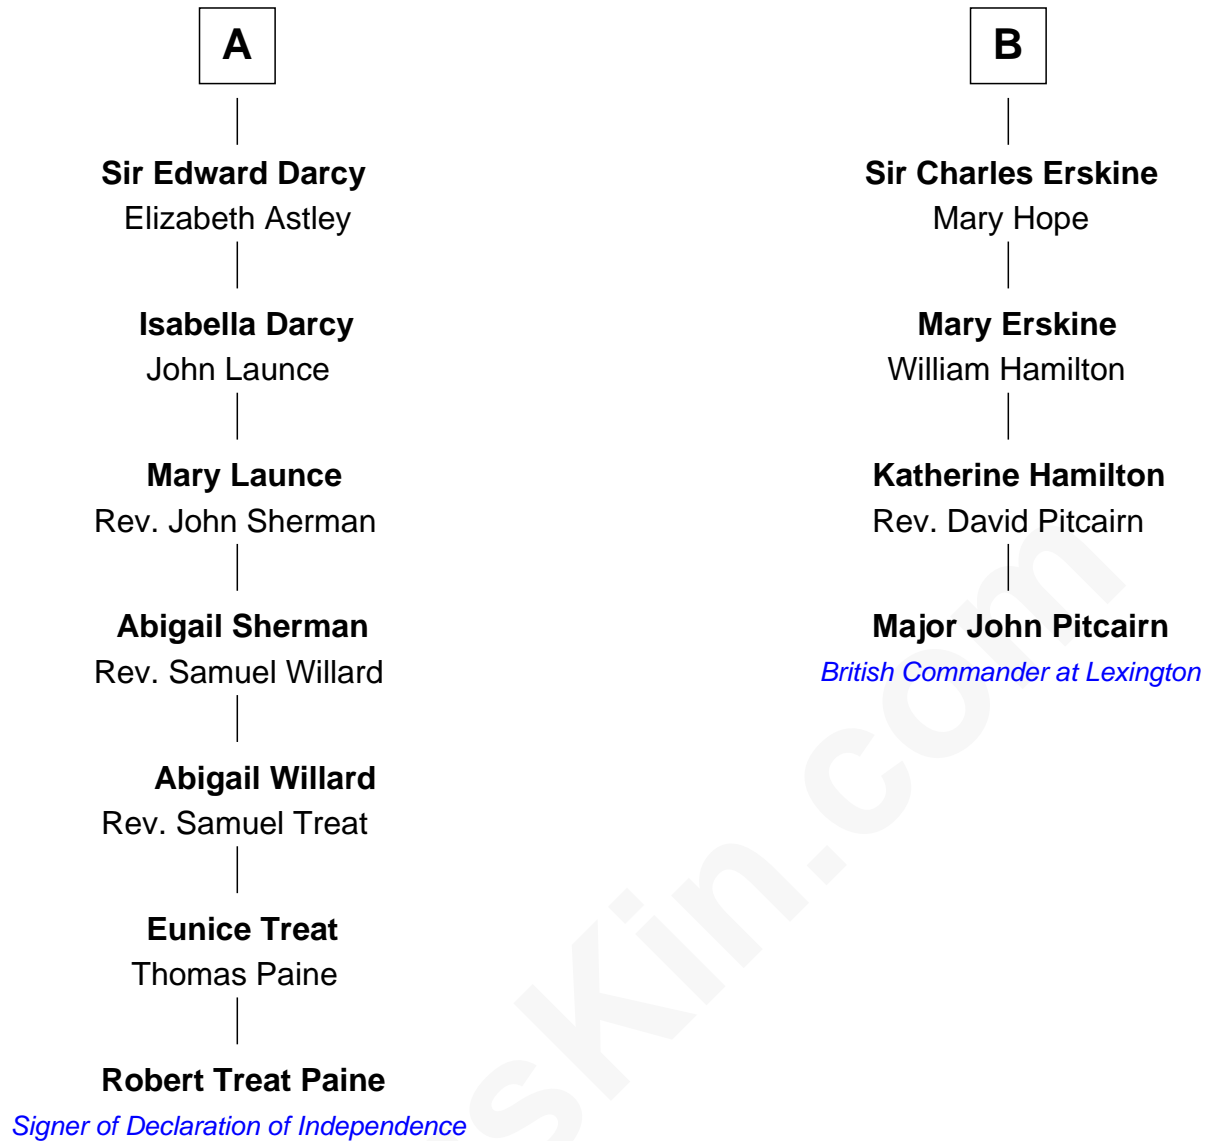 A
Sir Edward Darcy
Elizabeth Astley
Isabella Darcy
John Launce
Mary Launce
Rev. John Sherman
Abigail Sherman
Rev. Samuel Willard
Abigail Willard
Rev. Samuel Treat
Eunice Treat
Thomas Paine
Robert Treat Paine
Signer of Declaration of Independence
B
Sir Charles Erskine
Mary Hope
Mary Erskine
William Hamilton
Katherine Hamilton
Rev. David Pitcairn
Major John Pitcairn
British Commander at Lexington
sKin.com